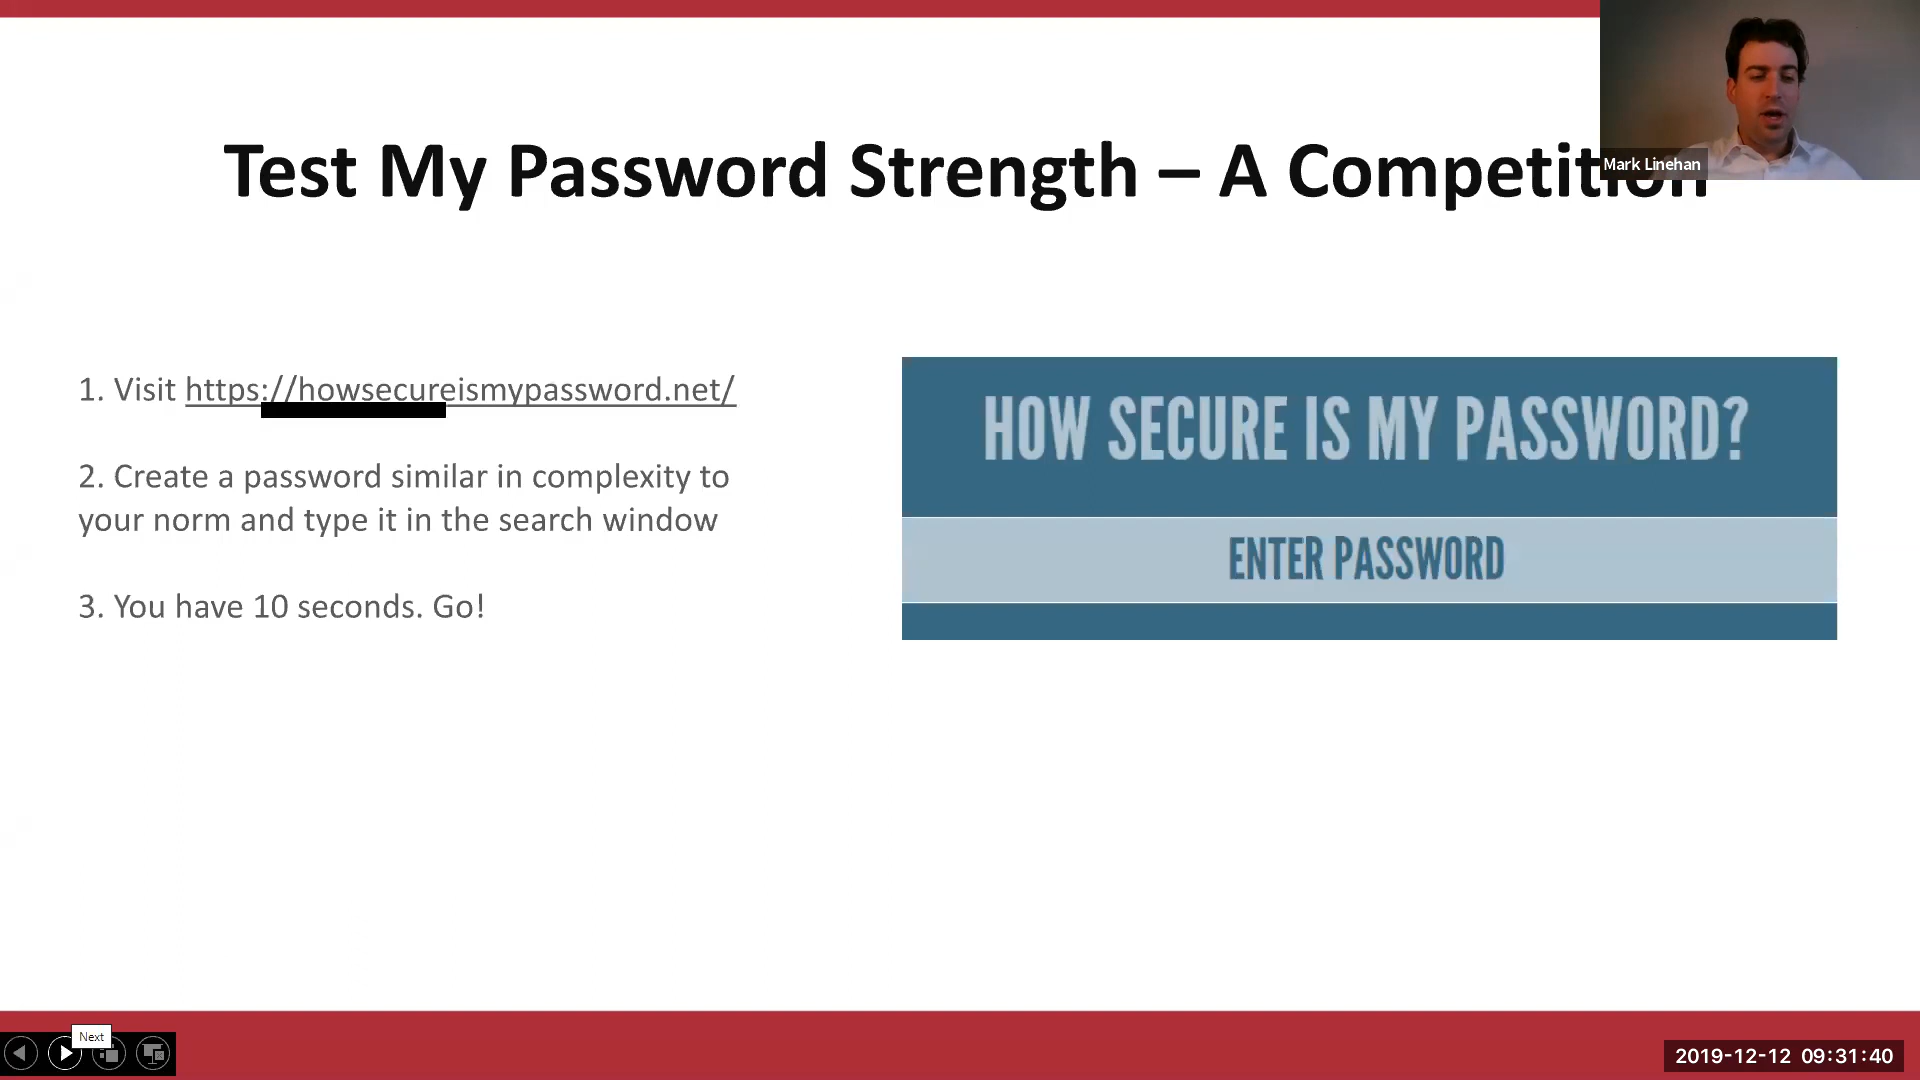 Test My Password Strength – A Competition
Mark Linehan
1. Visit https://howsecureismypassword.net/
2. Create a password similar in complexity to
your norm and type it in the search window
3. You have 10 seconds. Go!
HOW SECURE IS MY PASSWORD?
ENTER PASSWORD
Next
2019-12-12 09:31:40